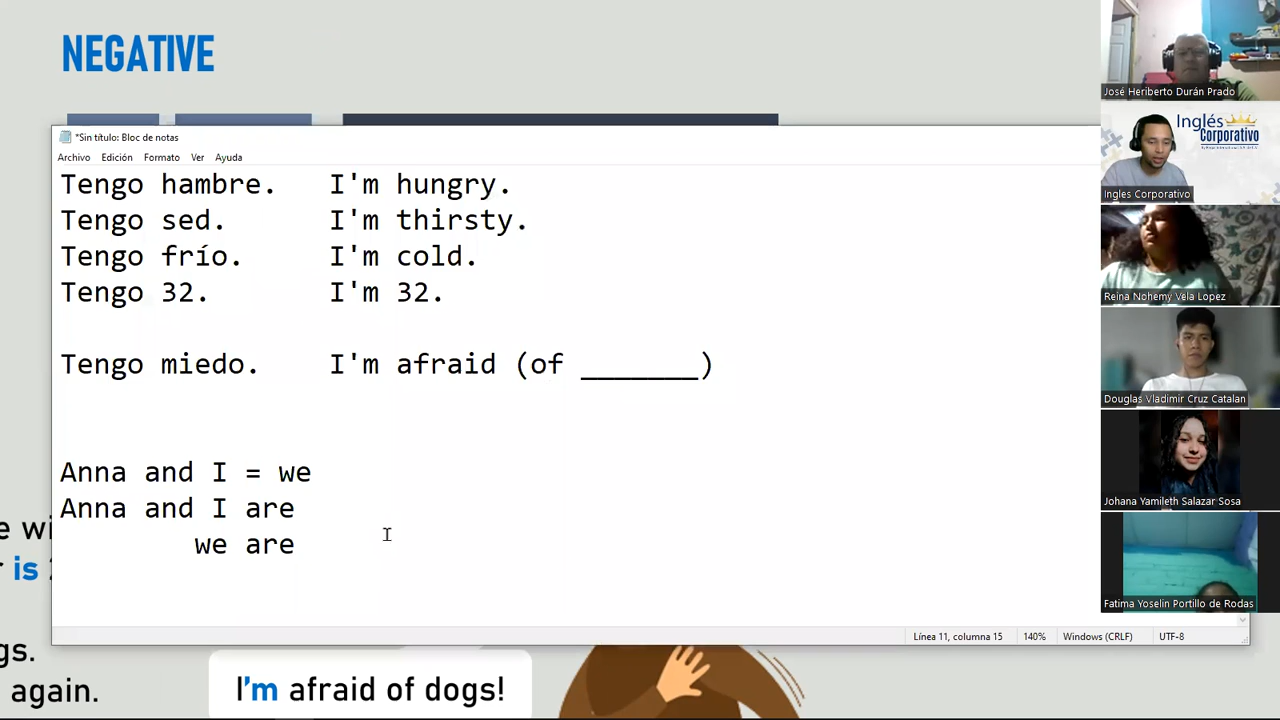 NEGATIVE
*Sin título: Bloc de notas
Archivo Edición Formato Ver Ayuda
Tengo hambre. I'm hungry.
Tengo sed. I'm thirsty.
Tengo frío. I'm cold.
Tengo 32. I'm 32.
Tengo miedo. I'm afraid (of _______)
Anna and I = we
Anna and I are
we are
Línea 11, columna 15 140% Windows (CRLF) UTF-8
is
gs.
again.
I'm afraid of dogs!
José Heriberto Durán Prado
Inglés
Corporativo
Ingles Corporativo
Reina Nohemy Vela Lopez
Douglas Vladimir Cruz Catalan
Johana Yamileth Salazar Sosa
Fatima Yoselin Portillo de Rodas